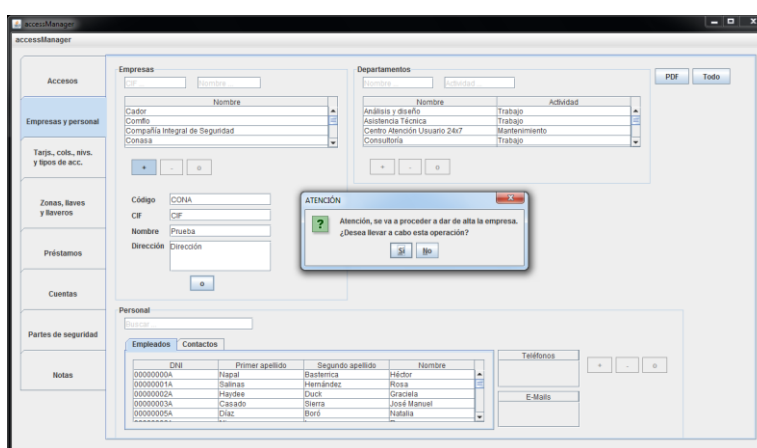 accessManager
accessManager
Accesos
Empresas y personal
Tarjs., cols., nivs.
y tipos de acc.
Zonas, llaves
y llaveros
Préstamos
Cuentas
Partes de seguridad
Notas
Empresas
CIF ...
Nombre ...
Nombre
Cador
Comflo
Compañía Integral de Seguridad
Conasa
+ - o
Departamentos
Nombre ...
Actividad ...
Nombre Actividad
Análisis y diseño Trabajo
Asistencia Técnica Trabajo
Centro Atención Usuario 24x7 Mantenimiento
Consultoría Trabajo
+ - o
PDF Todo
Código CONA
CIF CIF
Nombre Prueba
Dirección Dirección
o
ATENCIÓN
Atención, se va a proceder a dar de alta la empresa.
¿Desea llevar a cabo esta operación?
Sí No
Personal
Buscar ...
Empleados Contactos
DNI Primer apellido Segundo apellido Nombre
00000000A Napal Basterrica Héctor
00000001A Salinas Hernández Rosa
00000002A Haydee Duck Graciela
00000003A Casado Sierra José Manuel
00000005A Díaz Boró Natalia
Teléfonos
E-Mails
+ - o